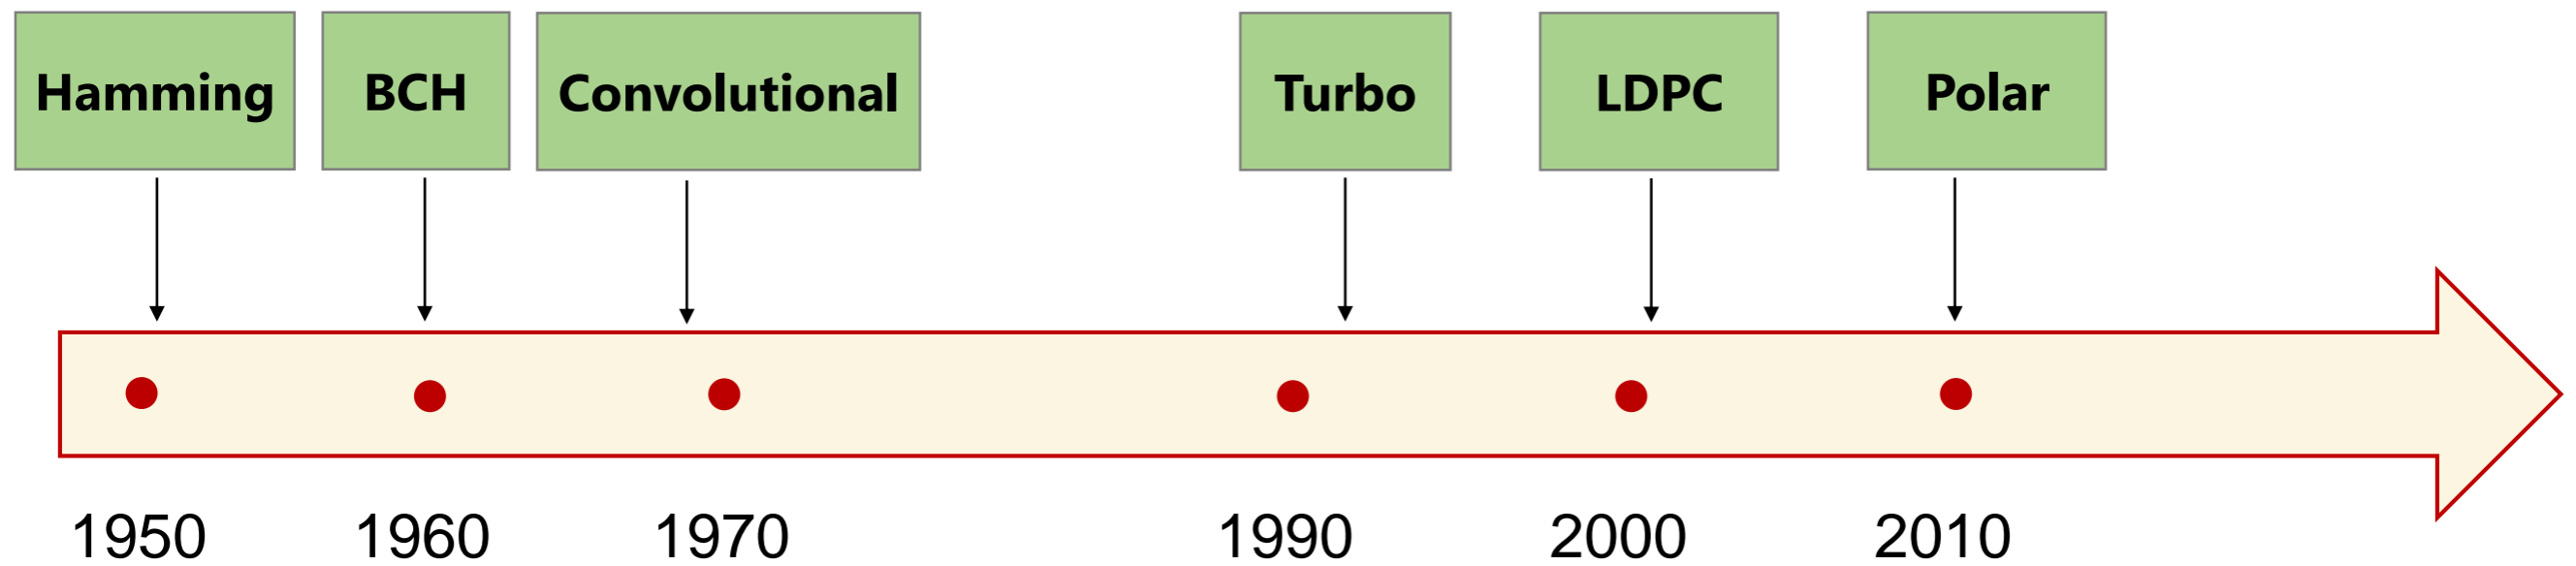 Hamming
BCH
Convolutional
Turbo
LDPC
Polar
1950
1960
1970
1990
2000
2010